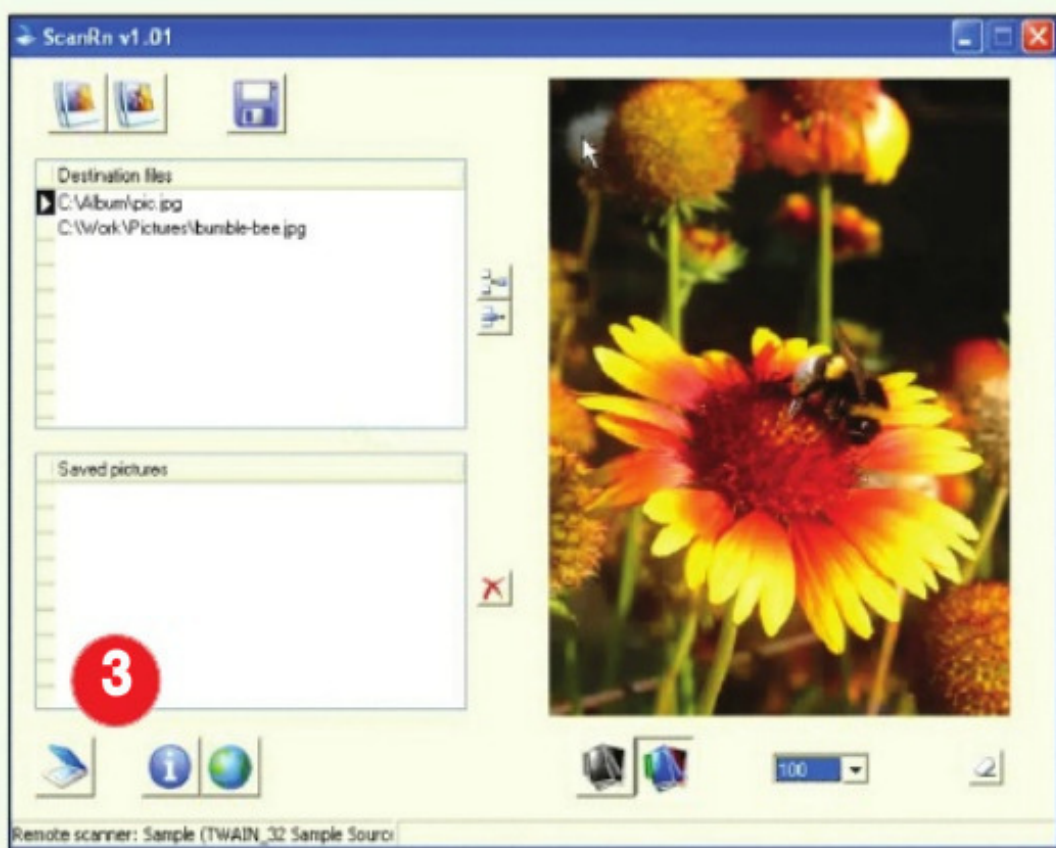 ScanRn v1.01
Destination files
C:\Album\pic.jpg
C:\Work\Pictures\bumble-bee.jpg
Saved pictures
3
100
Remote scanner: Sample (TWAIN_32 Sample Sourc